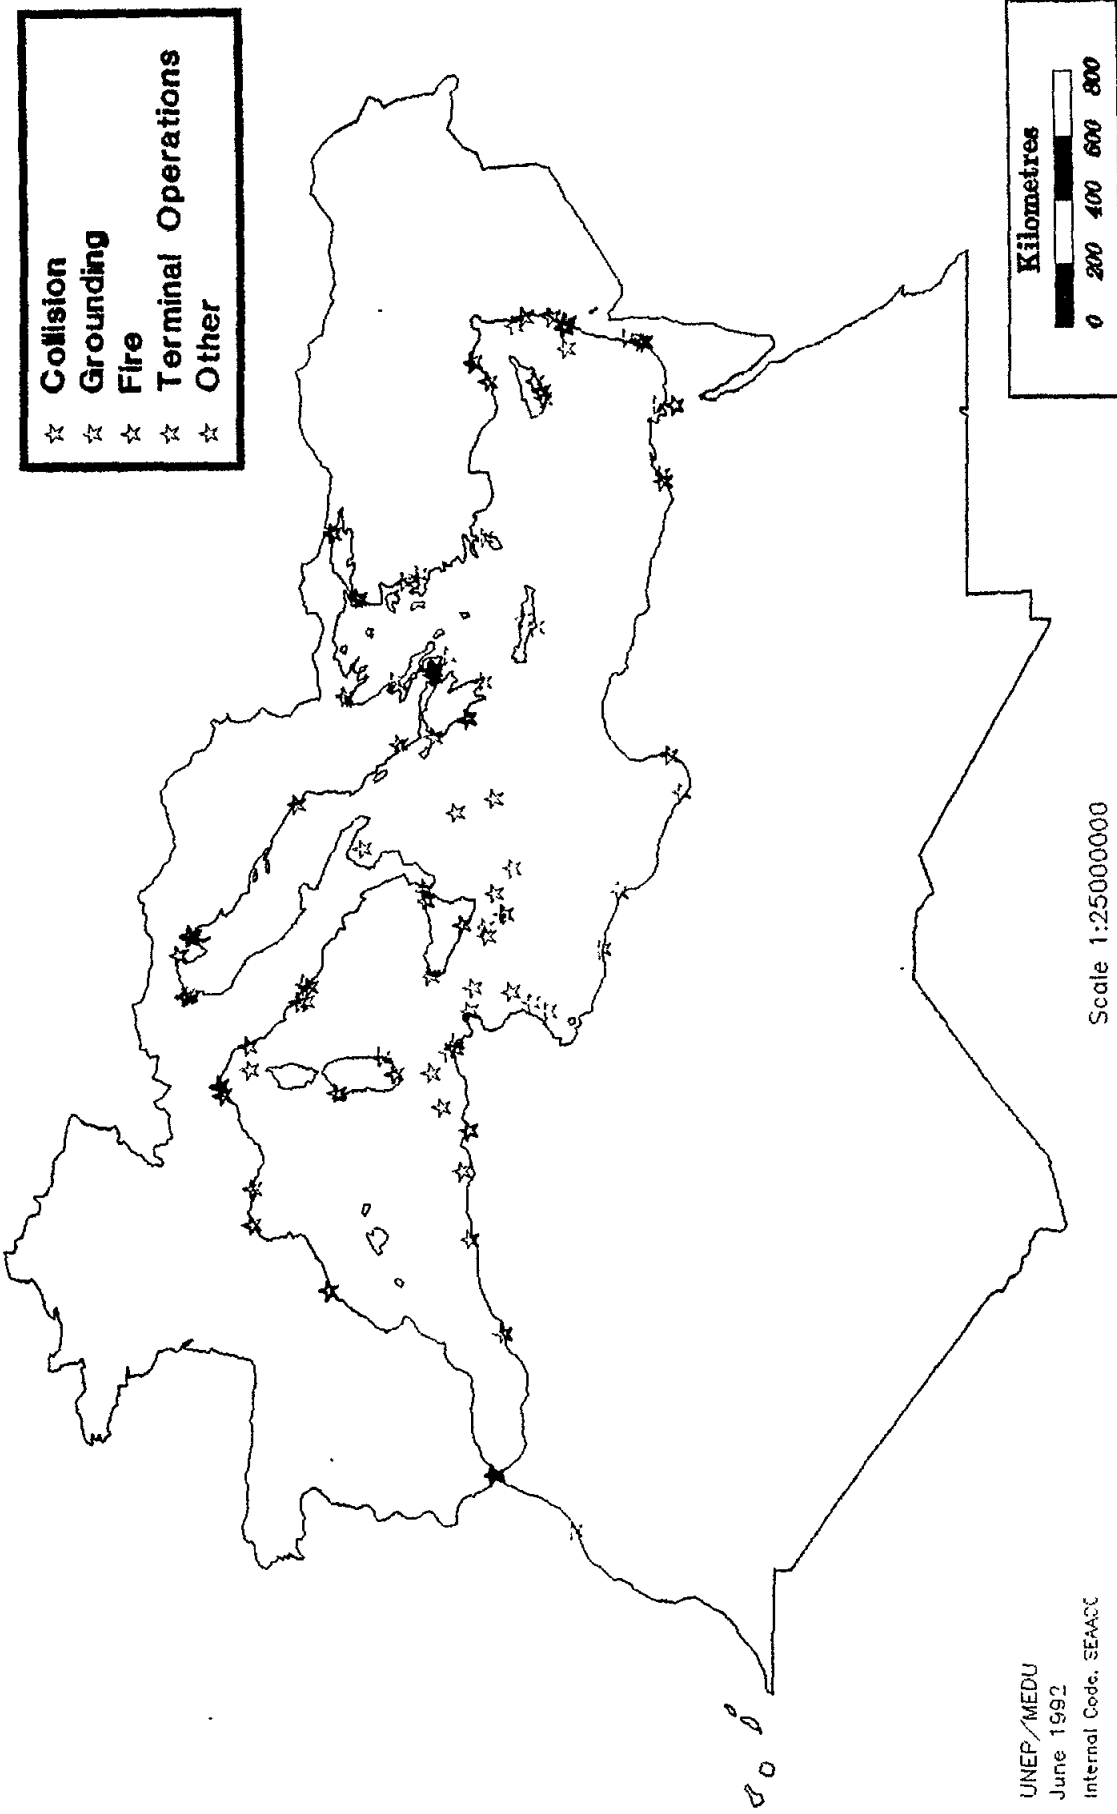 ☆ Collision
☆ Grounding
☆ Fire
☆ Terminal Operations
☆ Other
Kilometres
0 200 400 600 800
Scale 1:25000000
UNEP/MEDU
June 1992
Internal Code. SEAACC